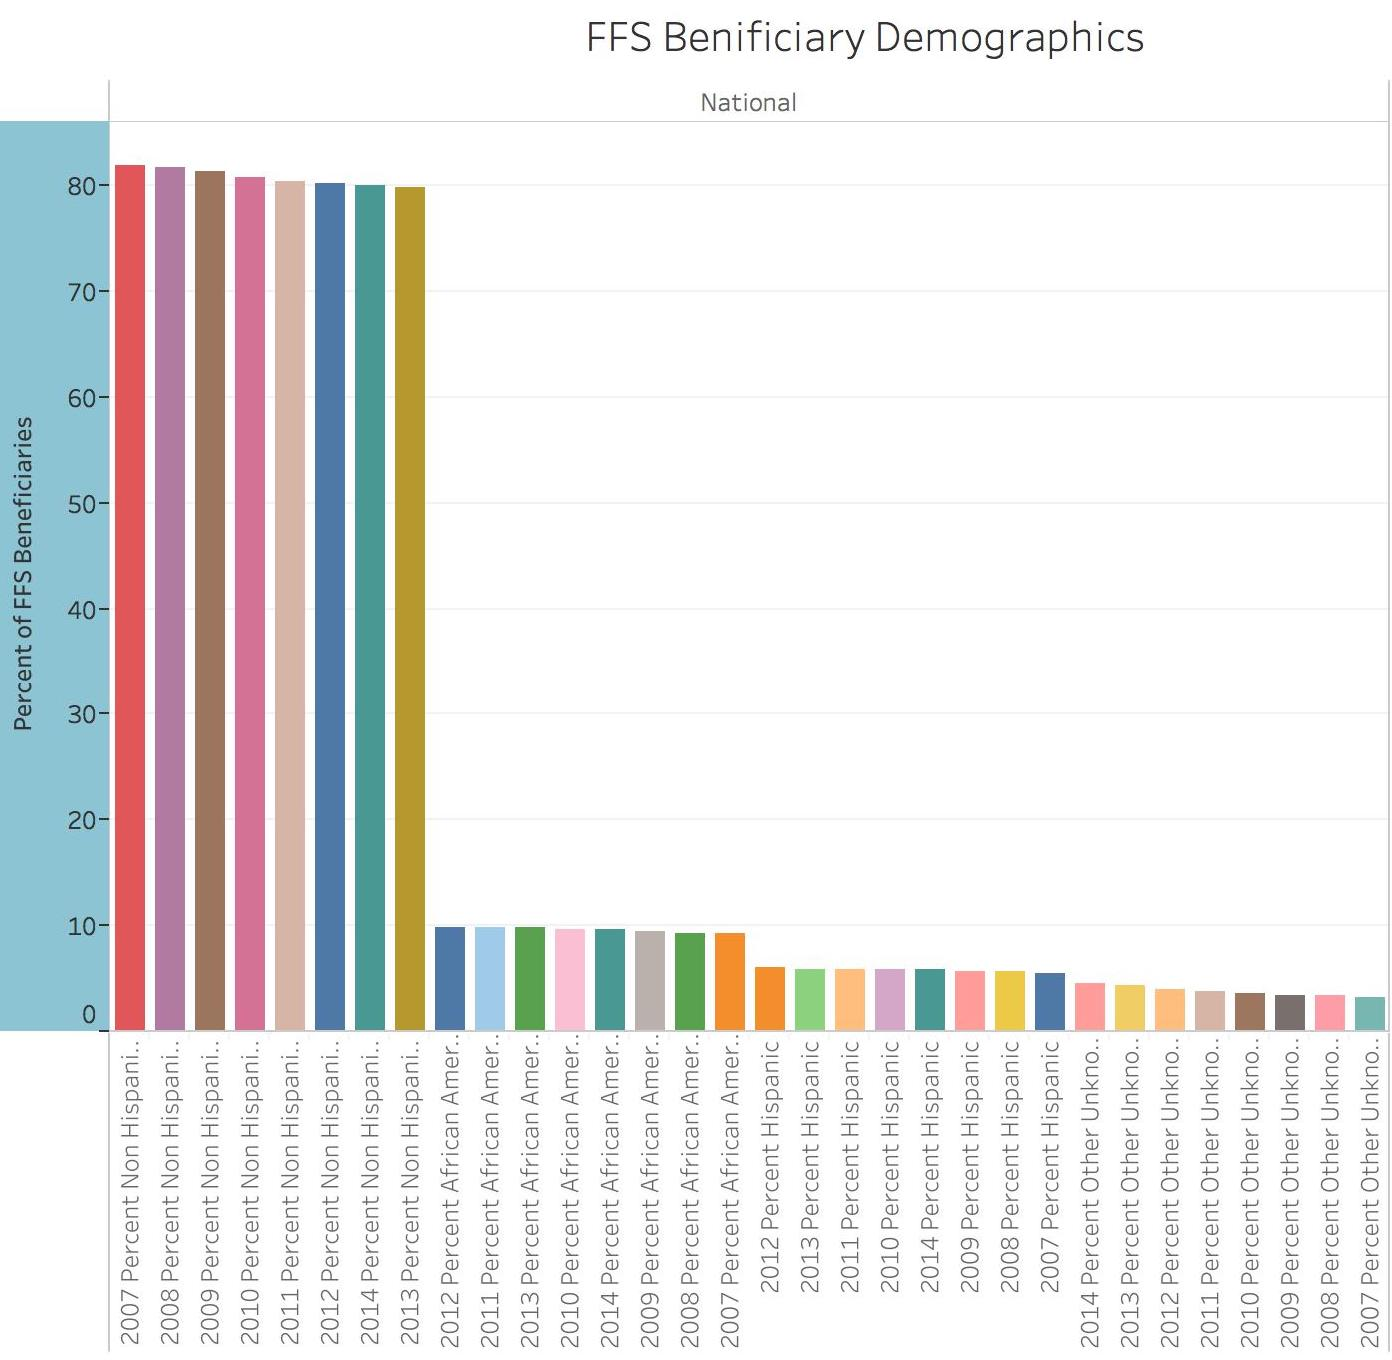 FFS Benificiary Demographics
National
Percent of FFS Beneficiaries
80
70
60
50
40
30
20
10
0
2007 Percent Non Hispani..
2008 Percent Non Hispani..
2009 Percent Non Hispani..
2010 Percent Non Hispani..
2011 Percent Non Hispani..
2012 Percent Non Hispani..
2014 Percent Non Hispani..
2013 Percent Non Hispani..
2012 Percent African Amer..
2011 Percent African Amer..
2013 Percent African Amer..
2010 Percent African Amer..
2014 Percent African Amer..
2009 Percent African Amer..
2008 Percent African Amer..
2007 Percent African Amer..
2012 Percent Hispanic
2013 Percent Hispanic
2011 Percent Hispanic
2010 Percent Hispanic
2014 Percent Hispanic
2009 Percent Hispanic
2008 Percent Hispanic
2007 Percent Hispanic
2014 Percent Other Unkno..
2013 Percent Other Unkno..
2012 Percent Other Unkno..
2011 Percent Other Unkno..
2010 Percent Other Unkno..
2009 Percent Other Unkno..
2008 Percent Other Unkno..
2007 Percent Other Unkno..